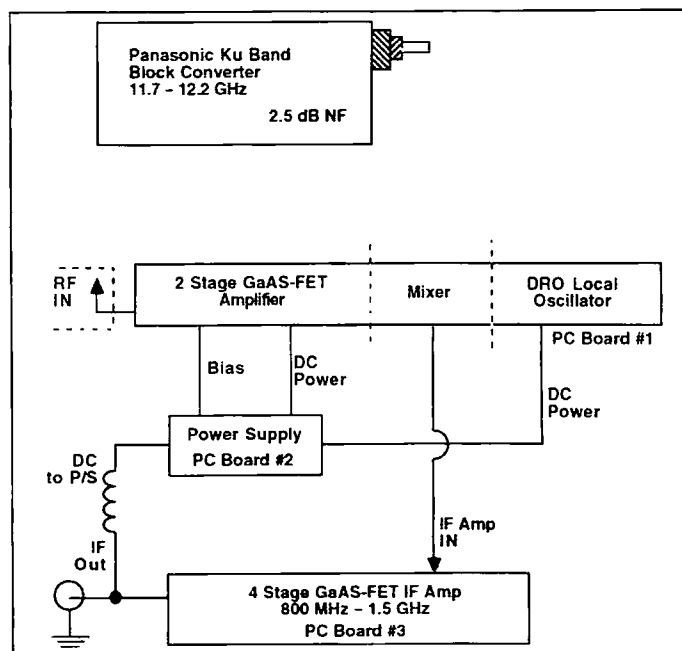 Panasonic Ku Band
Block Converter
11.7 – 12.2 GHz
2.5 dB NF
RF
IN
2 Stage GaAS-FET
Amplifier
Mixer
DRO Local
Oscillator
PC Board #1
Bias
DC
Power
DC
Power
Power Supply
PC Board #2
DC
to P/S
IF
Out
IF Amp
IN
4 Stage GaAS-FET IF Amp
800 MHz – 1.5 GHz
PC Board #3